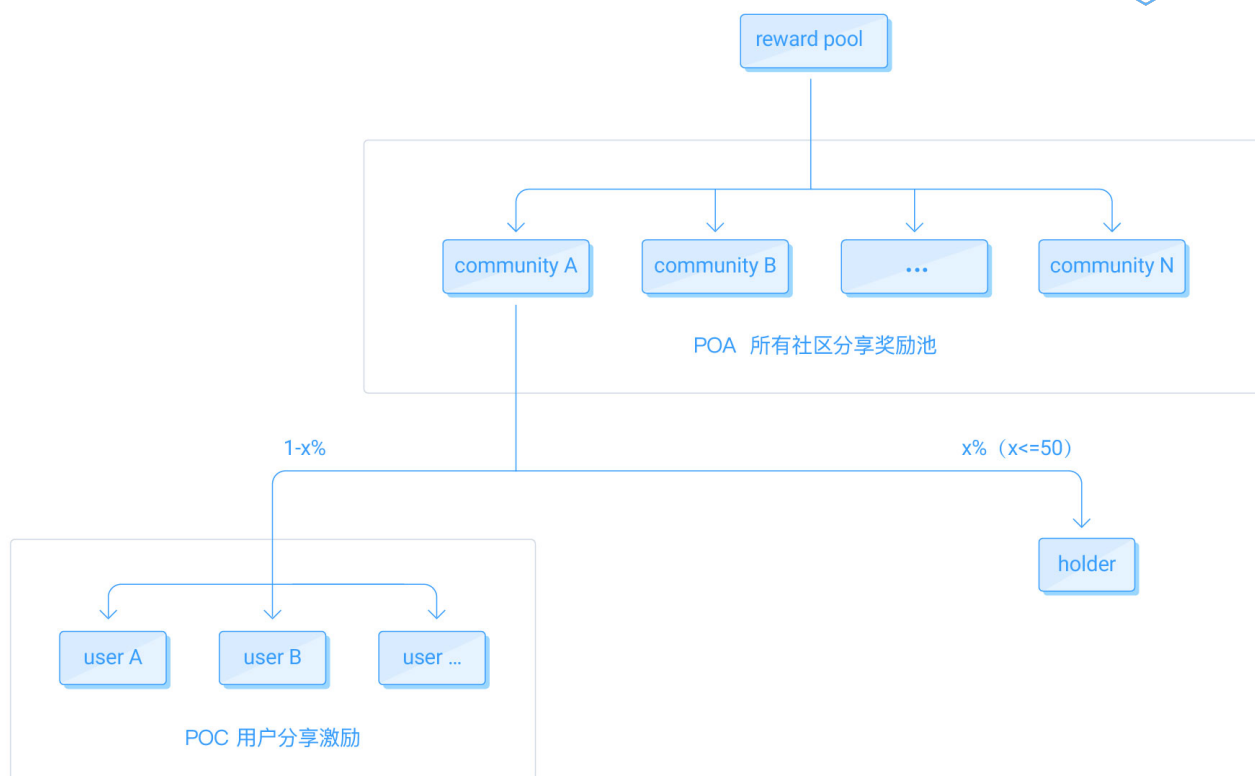 reward pool
community A
community B
...
community N
POA 所有社区分享奖励池
1-x%
x%（x<=50）
holder
user A
user B
user ...
POC 用户分享激励